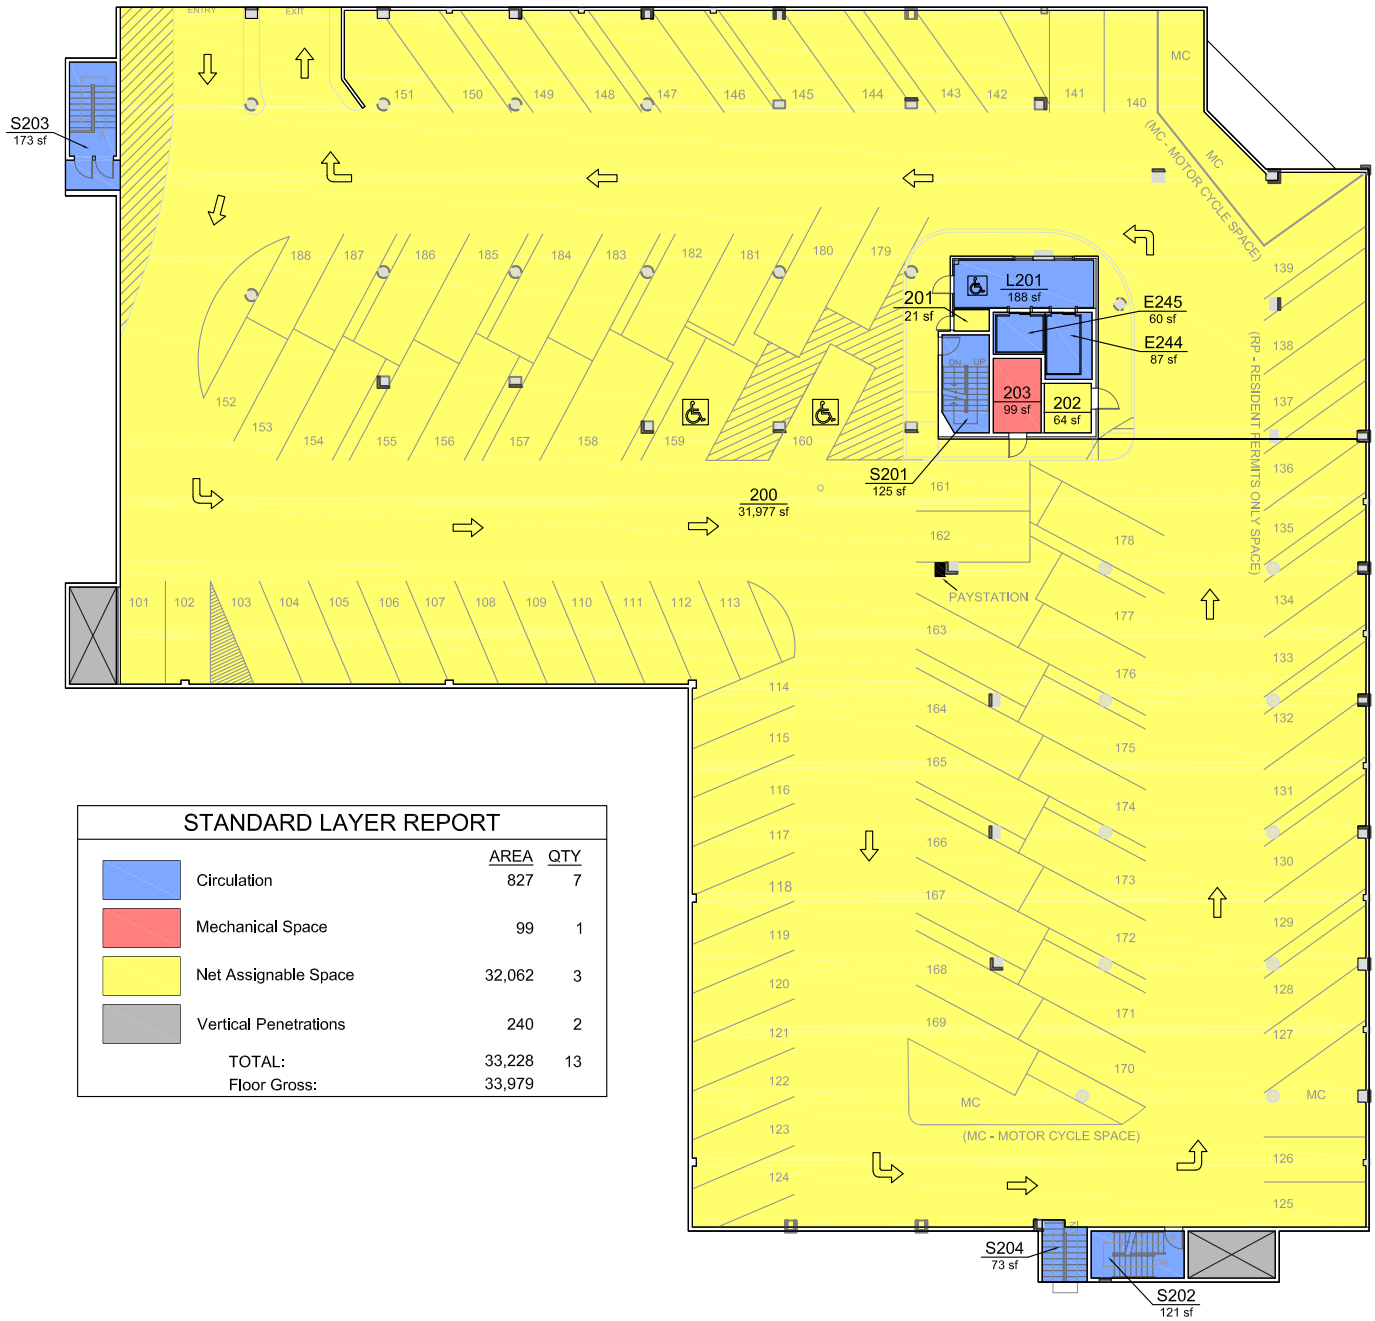 ENTRY
EXIT
S203
173 sf
151
150
149
148
147
146
145
144
143
142
141
140
MC
MC
(MC - MOTOR CYCLE SPACE)
188
187
186
185
184
183
182
181
180
179
139
138
137
136
135
134
133
132
131
130
129
128
127
MC
126
125
(RP - RESIDENT PERMITS ONLY SPACE)
L201
188 sf
201
21 sf
E245
60 sf
E244
87 sf
DN
UP
203
99 sf
202
64 sf
S201
125 sf
152
153
154
155
156
157
158
159
160
200
31,977 sf
161
162
PAYSTATION
163
164
165
166
167
168
169
178
177
176
175
174
173
172
171
170
MC
(MC - MOTOR CYCLE SPACE)
101
102
103
104
105
106
107
108
109
110
111
112
113
114
115
116
117
118
119
120
121
122
123
124
S204
73 sf
DN
S202
121 sf
STANDARD LAYER REPORT
AREA QTY
Circulation 827 7
Mechanical Space 99 1
Net Assignable Space 32,062 3
Vertical Penetrations 240 2
TOTAL: 33,228 13
Floor Gross: 33,979